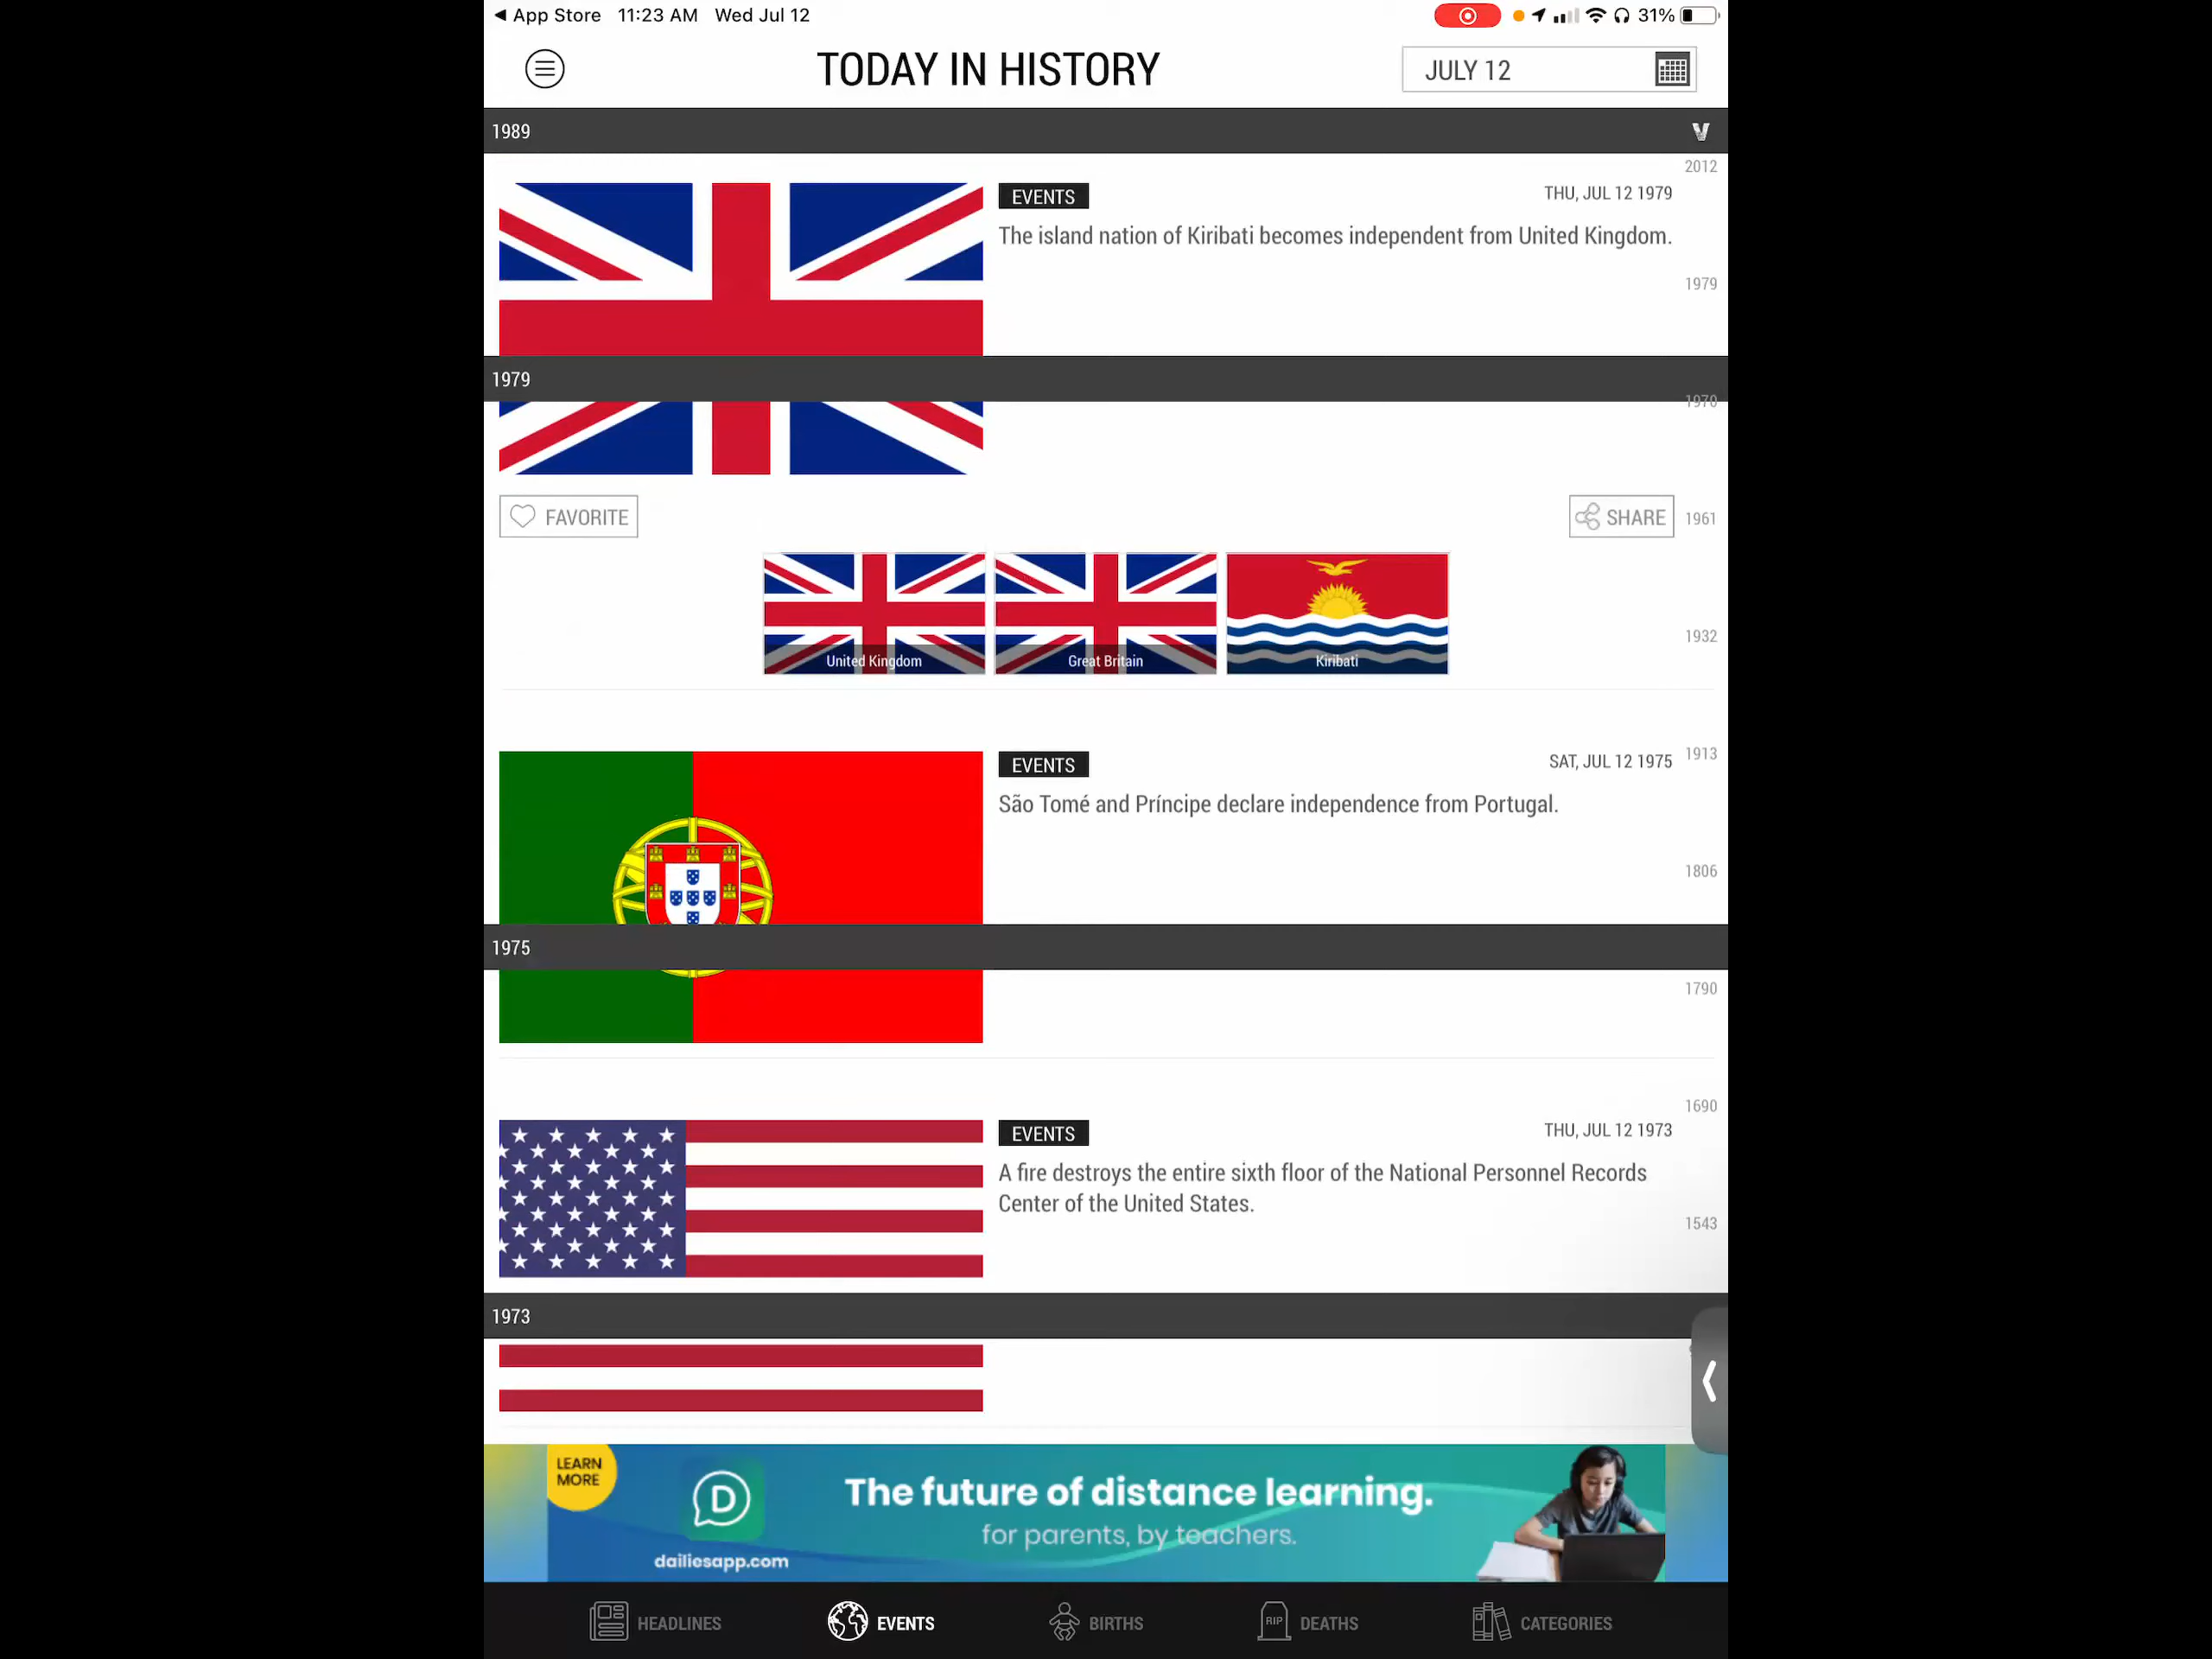 App Store 11:23 AM Wed Jul 12
31%
TODAY IN HISTORY
JULY 12
1989
2012
EVENTS
THU, JUL 12 1979
The island nation of Kiribati becomes independent from United Kingdom.
1979
1979
1970
FAVORITE
SHARE
1961
United Kingdom
Great Britain
Kiribati
1932
EVENTS
SAT, JUL 12 1975
1913
São Tomé and Príncipe declare independence from Portugal.
1806
1975
1790
1690
EVENTS
THU, JUL 12 1973
A fire destroys the entire sixth floor of the National Personnel Records
Center of the United States.
1543
1973
LEARN
MORE
D
The future of distance learning.
for parents, by teachers.
dailiesapp.com
HEADLINES
EVENTS
BIRTHS
RIP
DEATHS
CATEGORIES